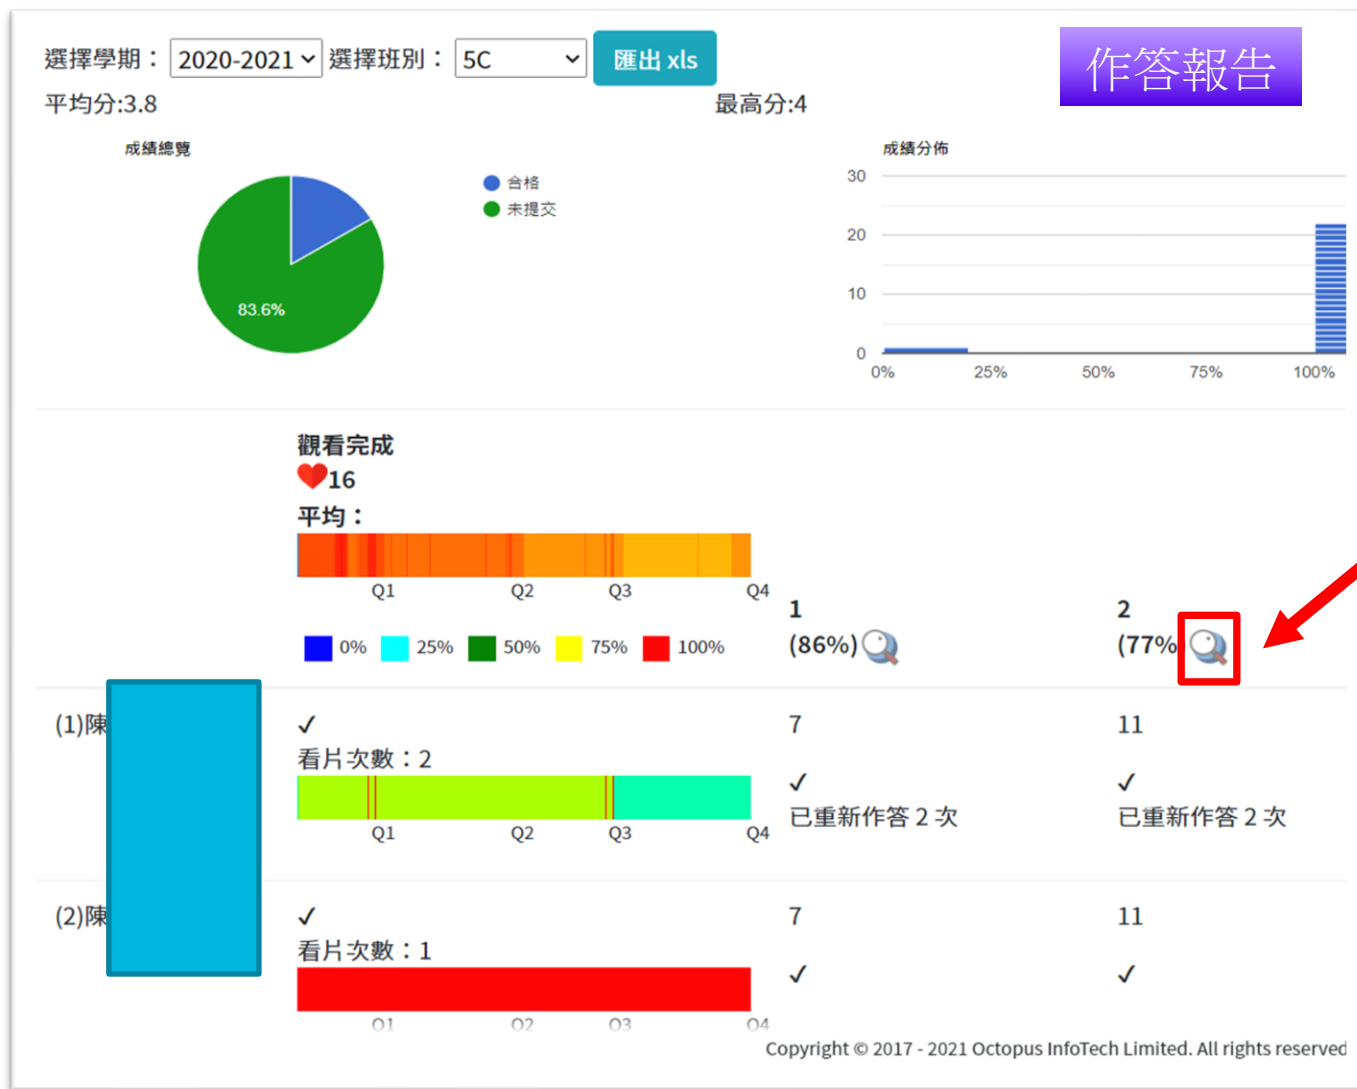 選擇學期： 2020-2021 選擇班別： 5C 匯出 xls
作答報告
平均分:3.8
最高分:4
成績總覽
合格
未提交
83.6%
成績分佈
30
20
10
0
0% 25% 50% 75% 100%
觀看完成
16
平均：
Q1 Q2 Q3 Q4
0% 25% 50% 75% 100%
1
(86%)
2
(77%
(1)陳
✓
看片次數：2
Q1 Q2 Q3 Q4
7
✓
已重新作答 2 次
11
✓
已重新作答 2 次
(2)陳
✓
看片次數：1
Q1 Q2 Q3 Q4
7
✓
11
✓
Copyright © 2017 - 2021 Octopus InfoTech Limited. All rights reserved